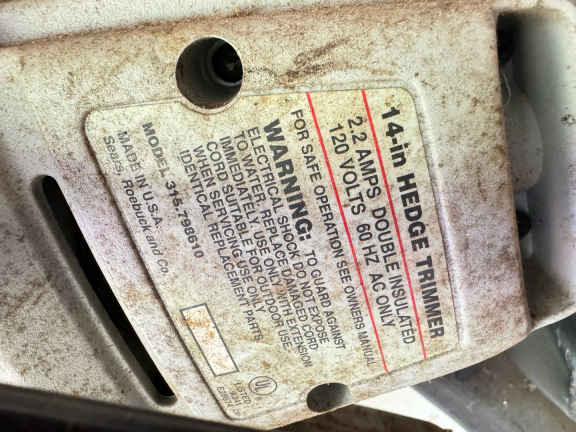 14-in HEDGE TRIMMER
2.2 AMPS DOUBLE INSULATED
120 VOLTS 60 HZ AC ONLY
FOR SAFE OPERATION SEE OWNERS MANUAL
WARNING: TO GUARD AGAINST
ELECTRICAL SHOCK DO NOT EXPOSE
TO WATER. REPLACE DAMAGED CORD
IMMEDIATELY. USE ONLY WITH EXTENSION
CORD SUITABLE FOR OUTDOOR USE.
WHEN SERVICING USE ONLY
IDENTICAL REPLACEMENT PARTS.
MODEL 315.798610
MADE IN U.S.A.
Sears, Roebuck and Co.
UL
LISTED